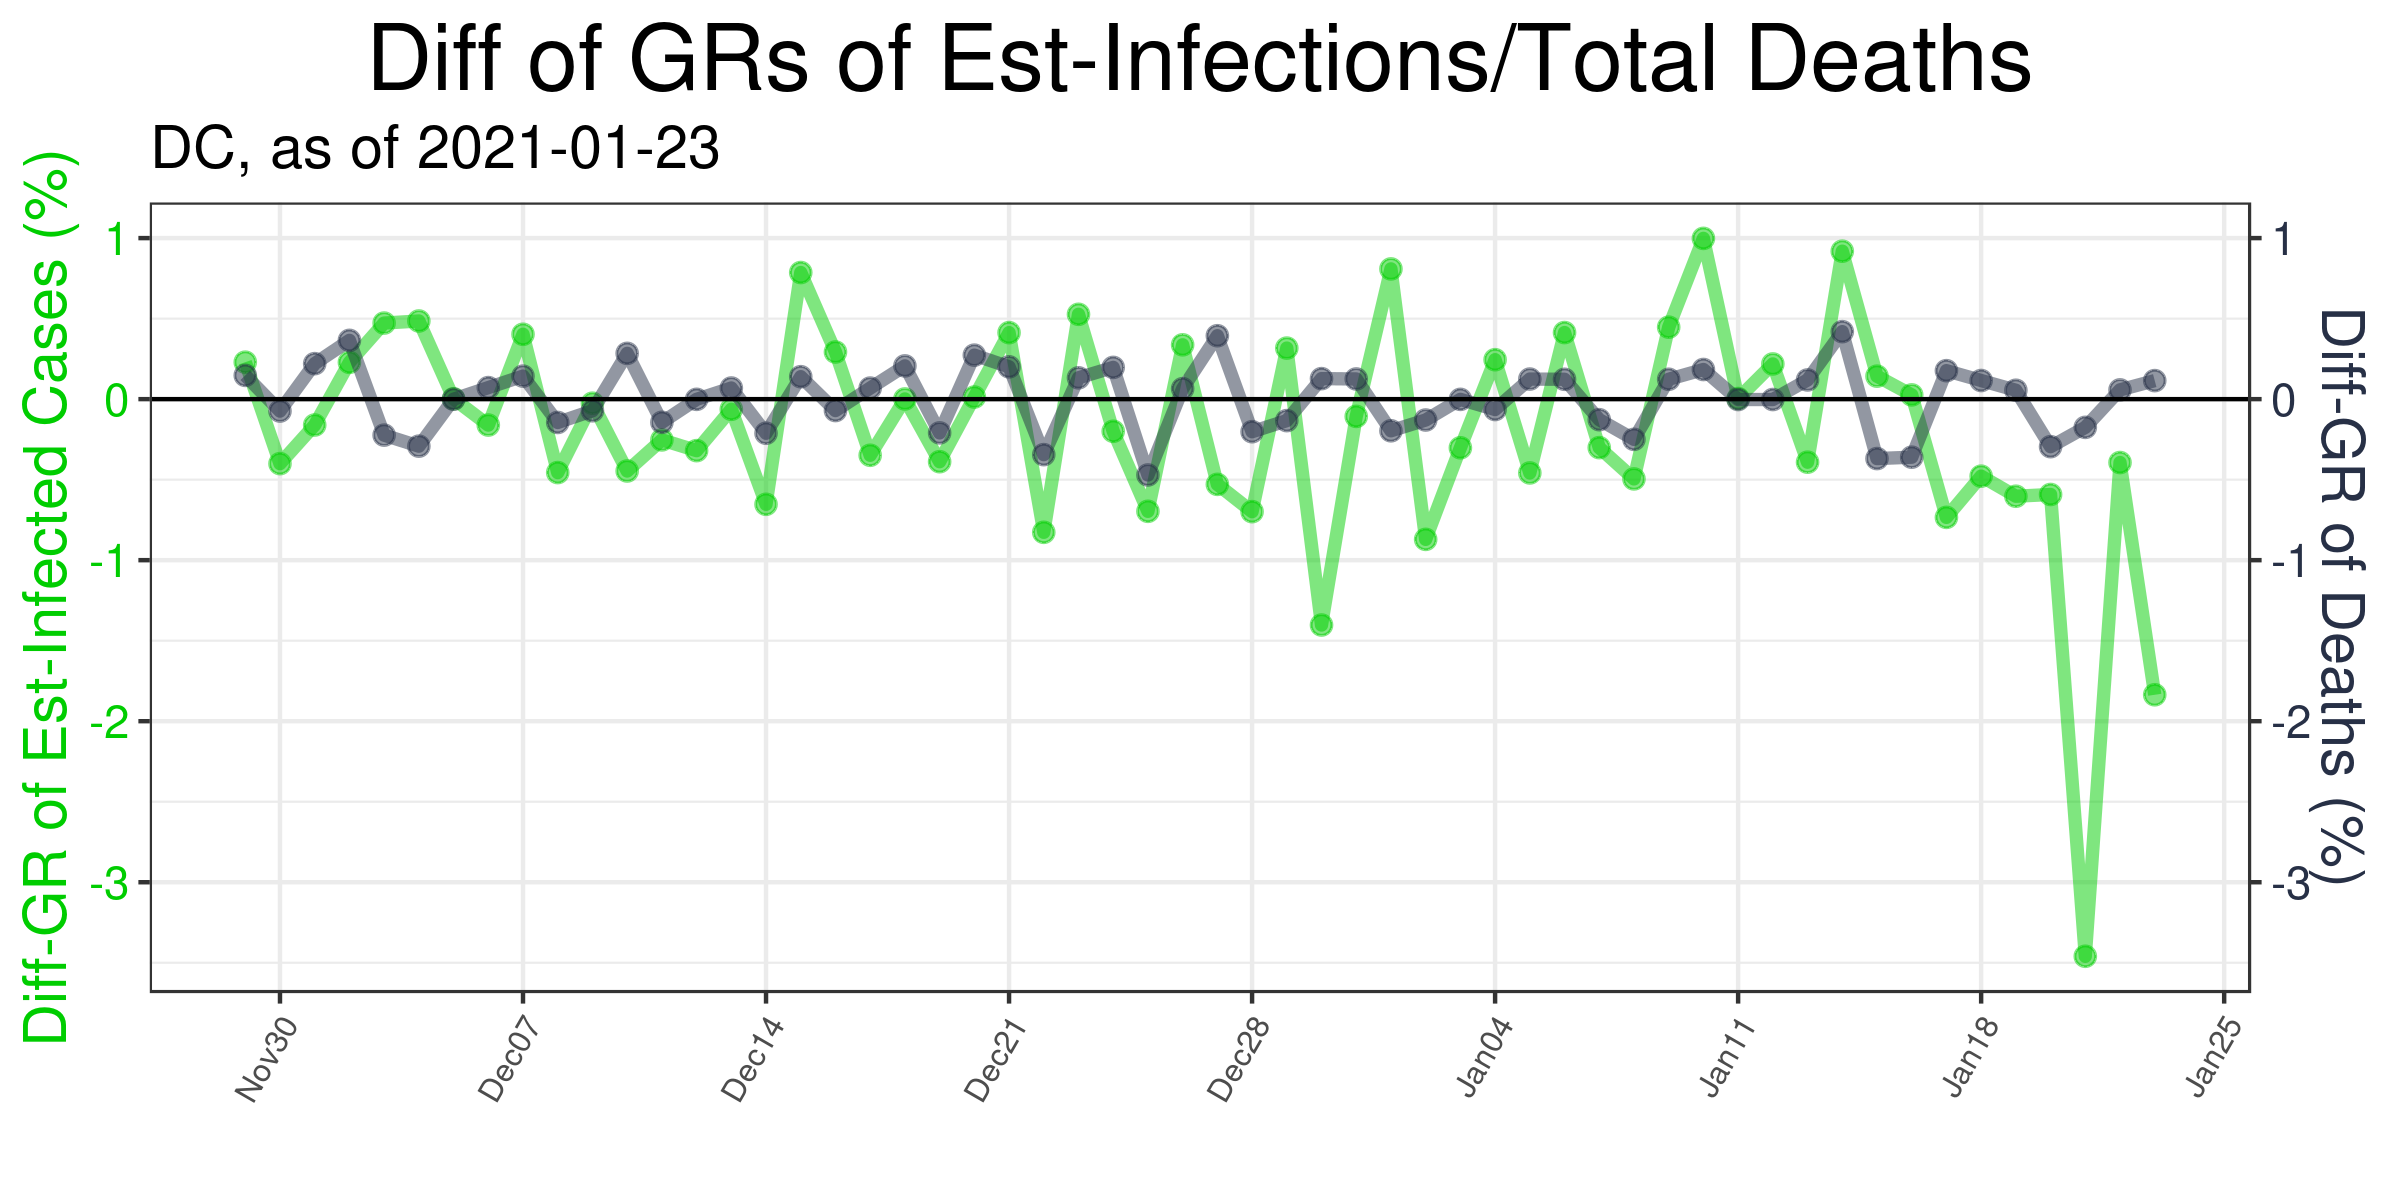 Diff of GRs of Est-Infections/Total Deaths
DC, as of 2021-01-23
Diff-GR of Est-Infected Cases (%)
1
0
-1
-2
-3
1
0
-1
-2
-3
Diff-GR of Deaths (%)
Nov30
Dec07
Dec14
Dec21
Dec28
Jan04
Jan11
Jan18
Jan25